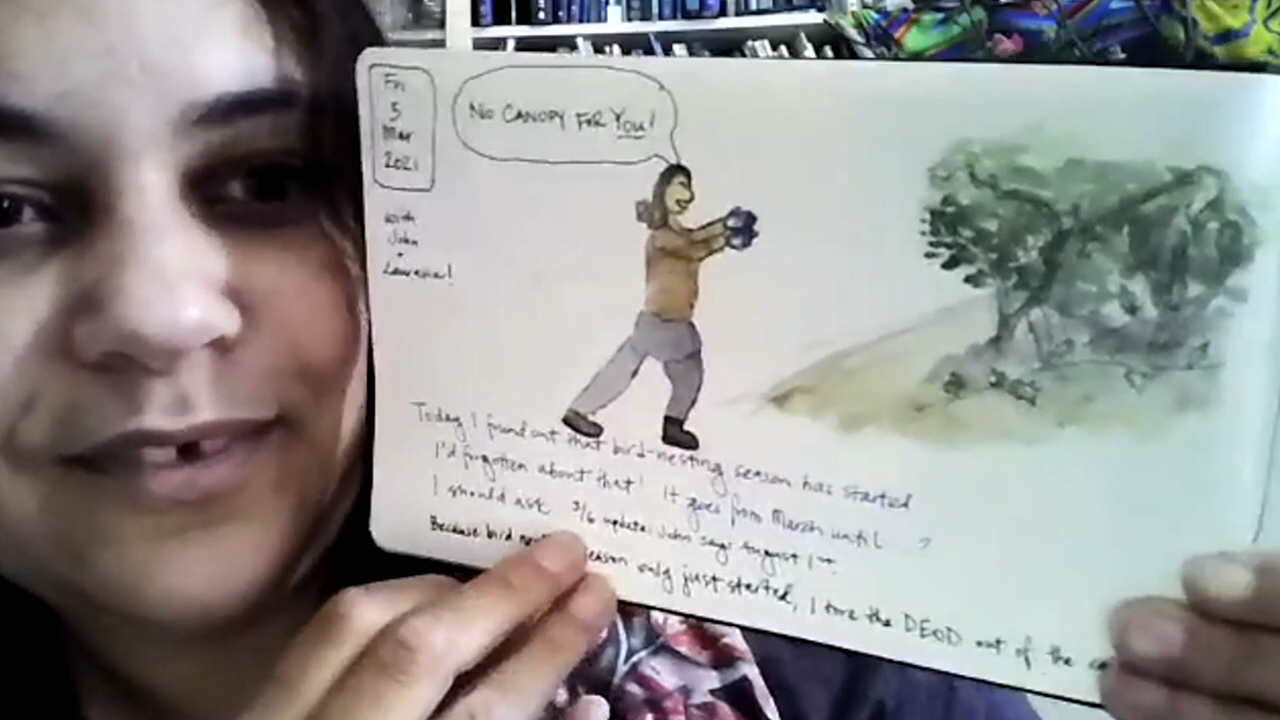 Fri
5
Mar
2021
with
John
+
NO CANOPY FOR YOU!
Today I found out that bird-nesting season has started
I'd forgotten about that! It goes from March until...?
I should ask 3/6 update: John says August 1st.
Because bird season only just started, I tore the DEOD out of the